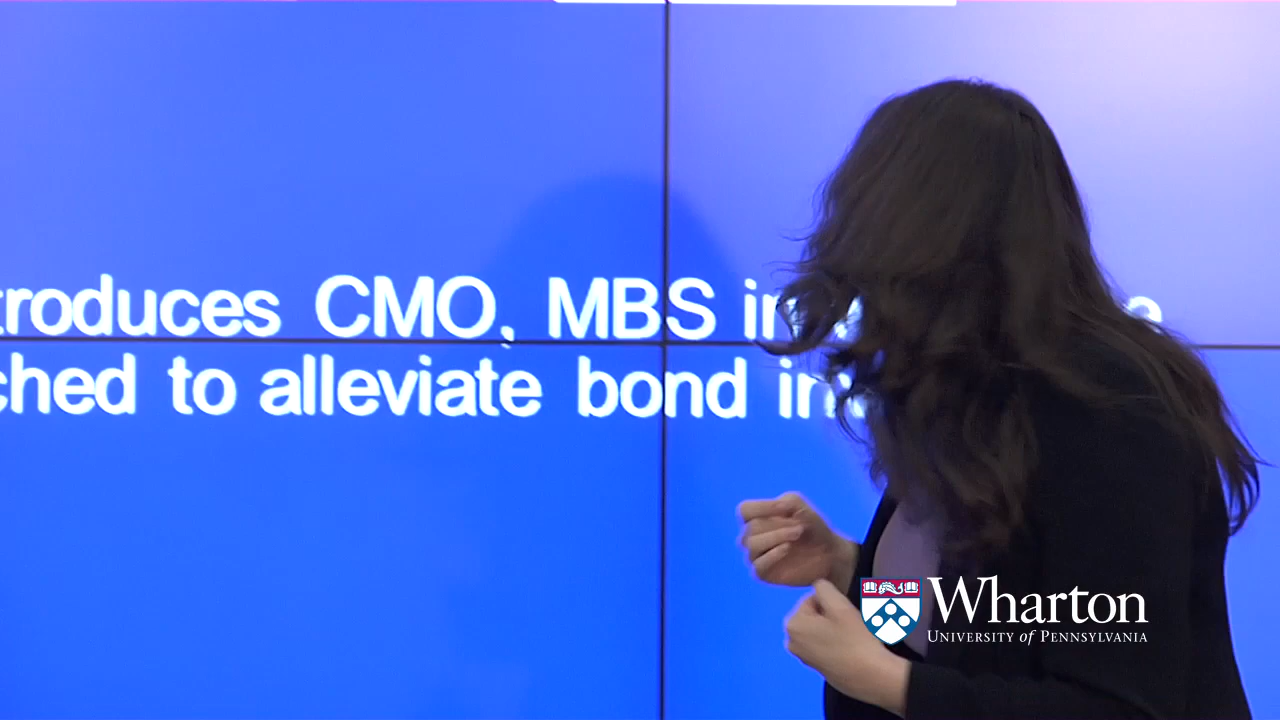 troduces CMO, MBS in
ched to alleviate bond in
Wharton
UNIVERSITY of PENNSYLVANIA